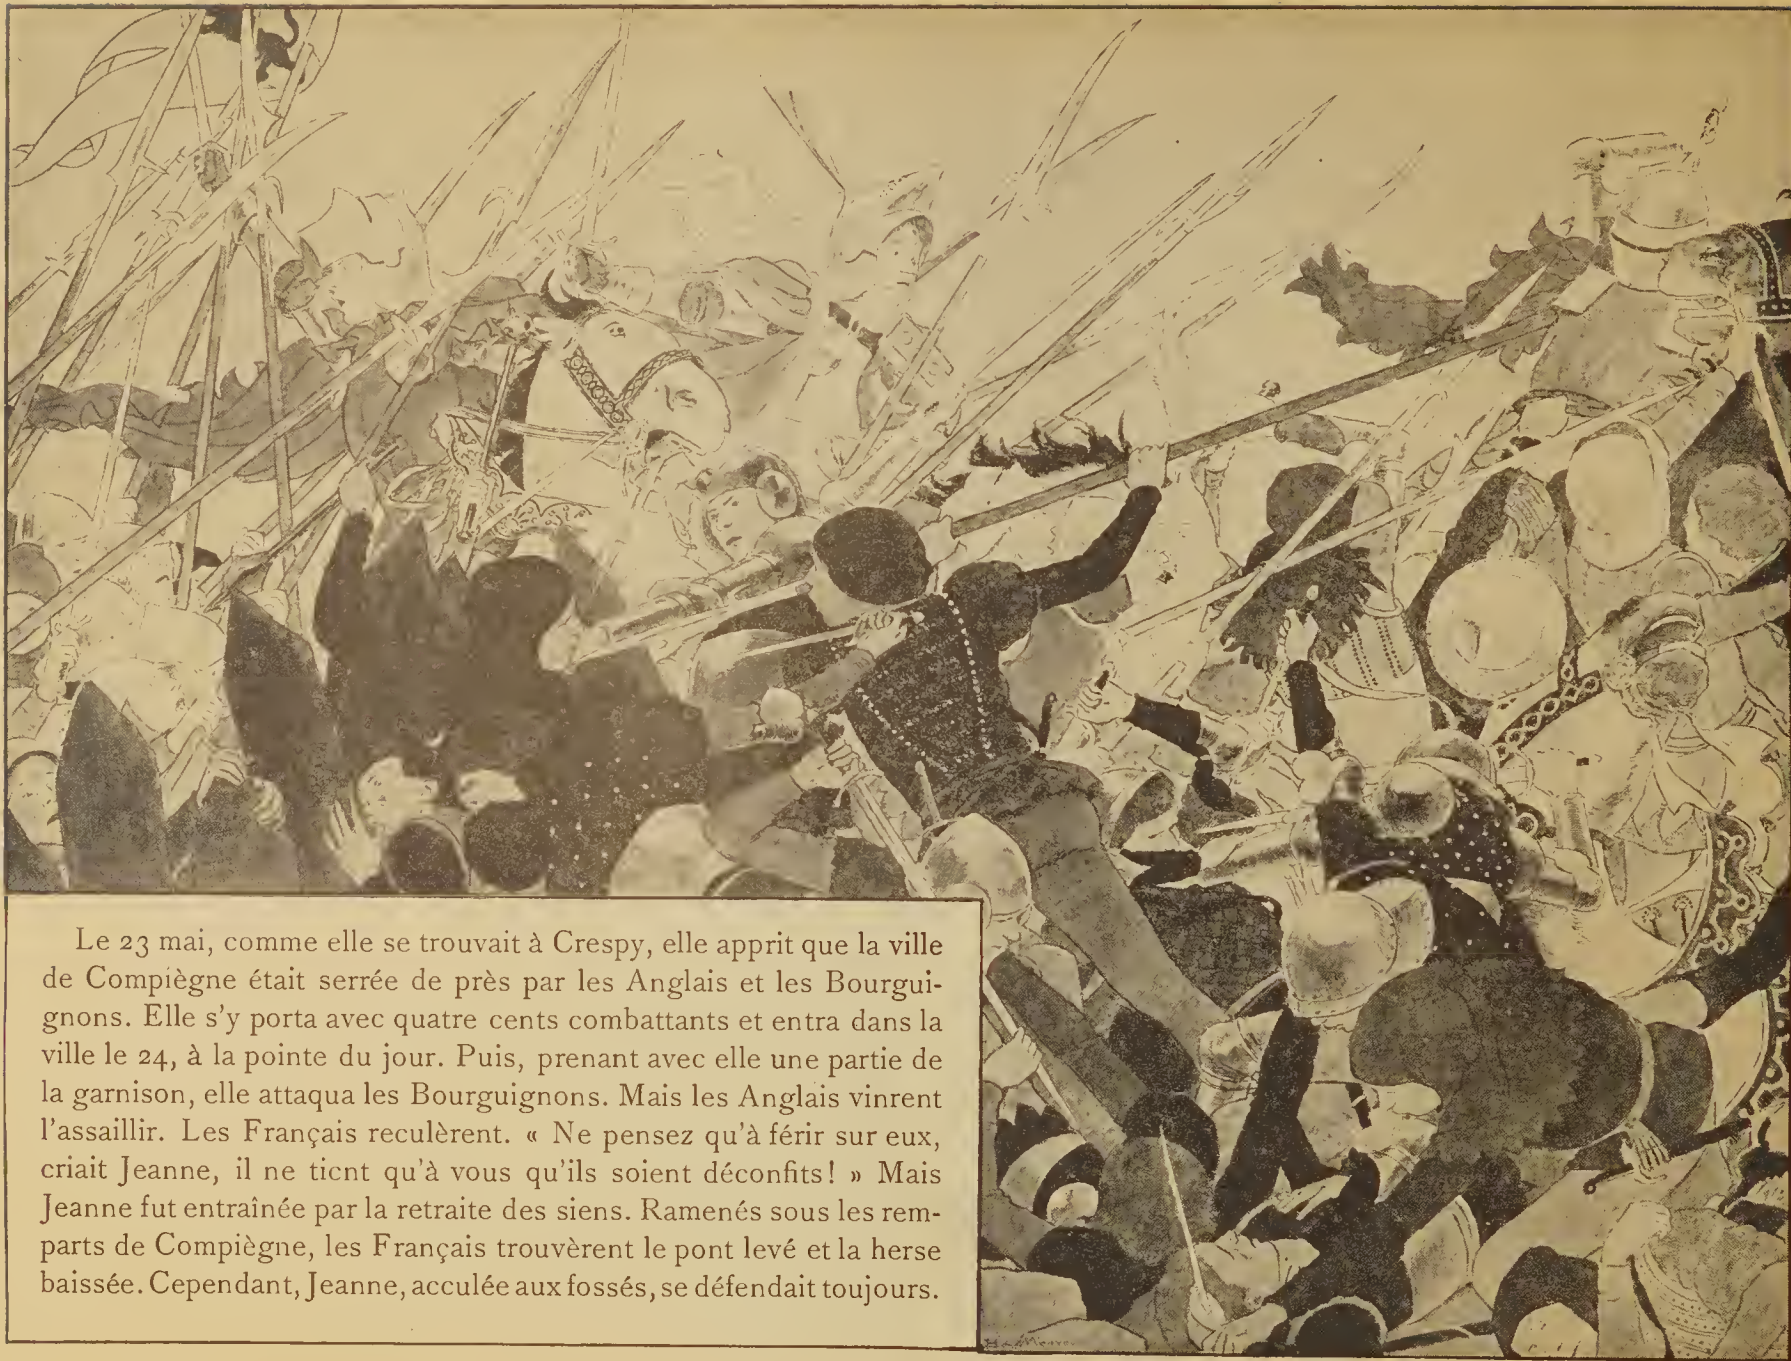 Le 23 mai, comme elle se trouvait à Crespy, elle apprit que la ville
de Compiègne était serrée de près par les Anglais et les Bourgui-
gnons. Elle s'y porta avec quatre cents combattants et entra dans la
ville le 24, à la pointe du jour. Puis, prenant avec elle une partie de
la garnison, elle attaqua les Bourguignons. Mais les Anglais vinrent
l'assaillir. Les Français reculèrent. « Ne pensez qu'à férir sur eux,
criait Jeanne, il ne tient qu'à vous qu'ils soient déconfits! » Mais
Jeanne fut entraînée par la retraite des siens. Ramenés sous les rem-
parts de Compiègne, les Français trouvèrent le pont levé et la herse
baissée. Cependant, Jeanne, acculée aux fossés, se défendait toujours.